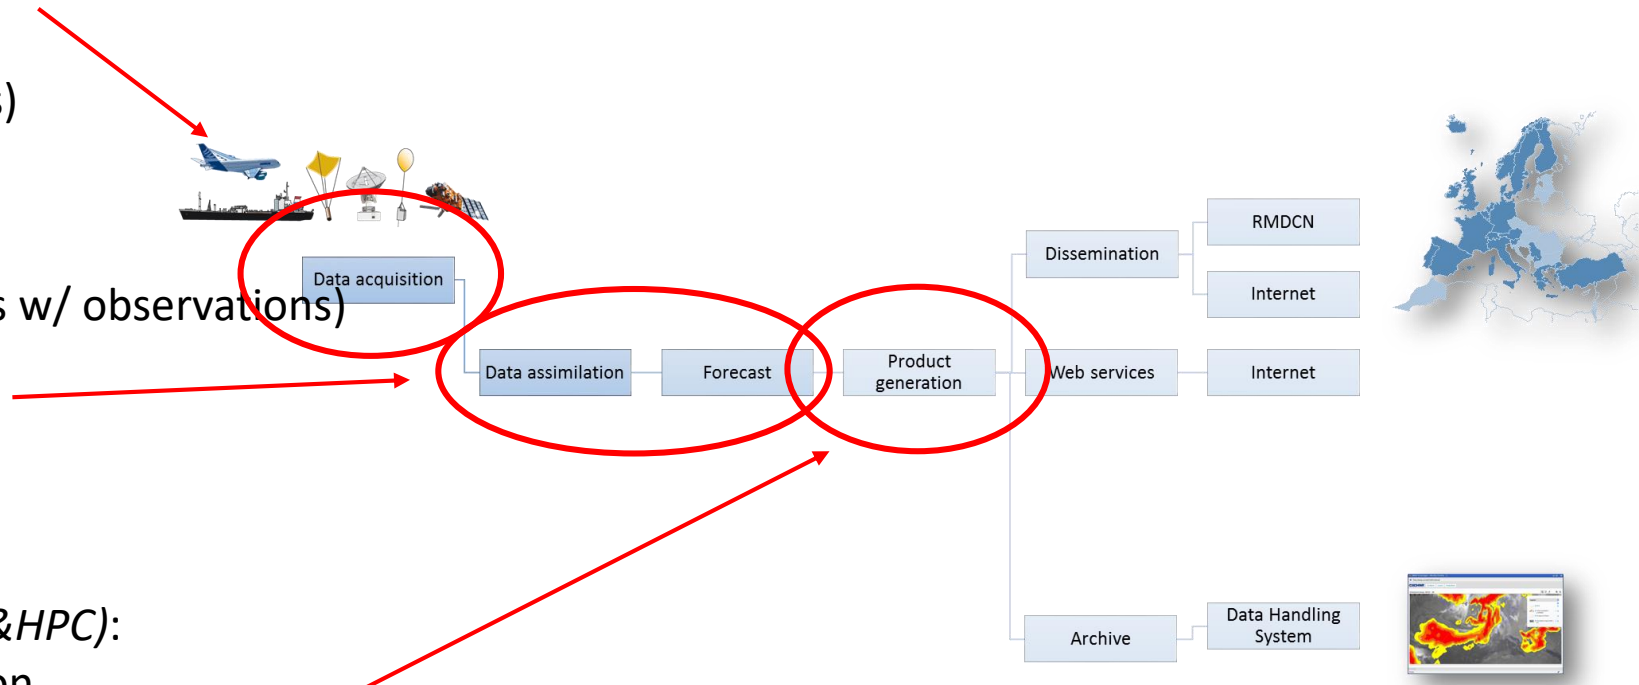 s)
RMDCN
Dissemination
Data acquisition
Internet
s w/ observations)
Data assimilation
Forecast
Product
generation
Web services
Internet
&HPC):
Data Handling
System
Archive
on